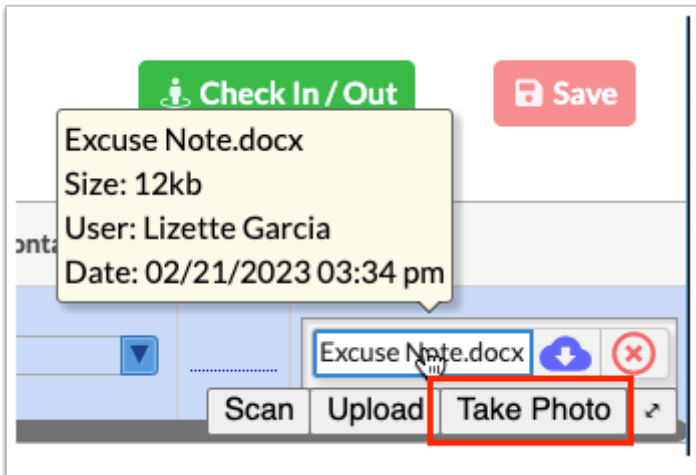 Check In / Out
Save
Excuse Note.docx
Size: 12kb
User: Lizette Garcia
Date: 02/21/2023 03:34 pm
Excuse Note.docx
Scan
Upload
Take Photo